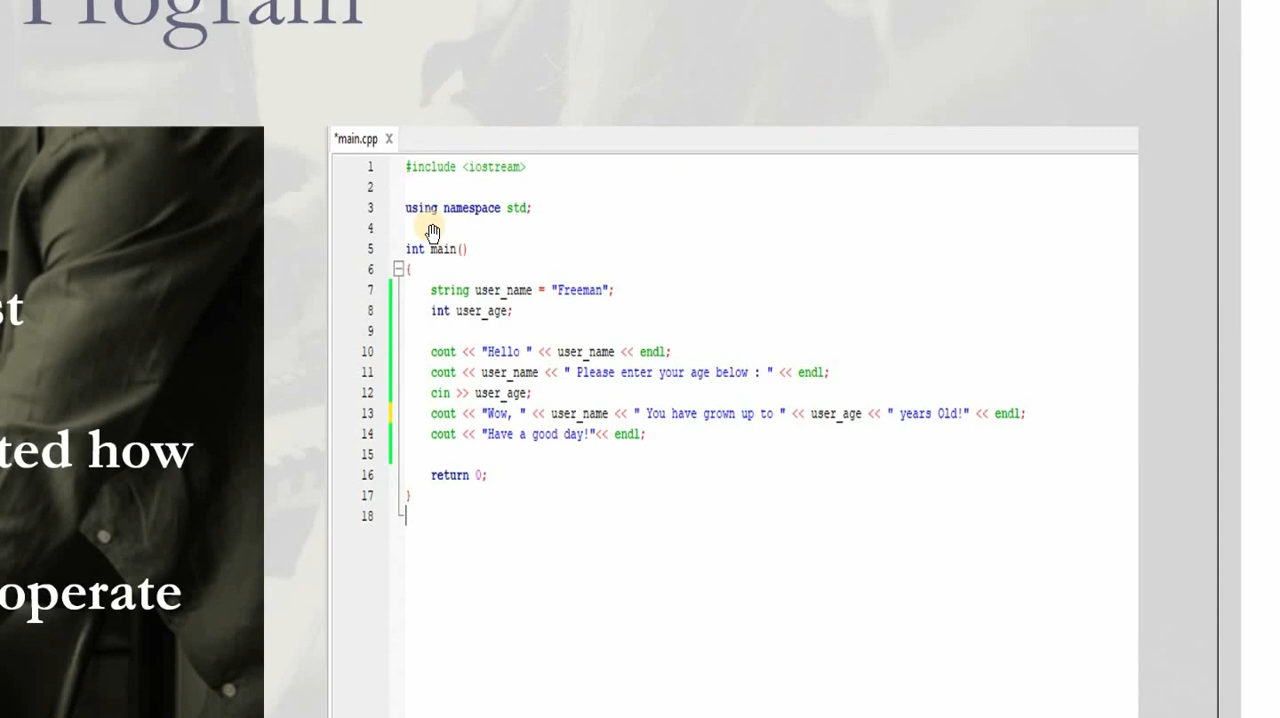 Program
st
ted how
operate
*main.cpp X
1 #include <iostream>
2
3 using namespace std;
4
5 int main()
6 {
7 string user_name = "Freeman";
8 int user_age;
9
10 cout << "Hello " << user_name << endl;
11 cout << user_name << " Please enter your age below : " << endl;
12 cin >> user_age;
13 cout << "Wow, " << user_name << " You have grown up to " << user_age << " years Old!" << endl;
14 cout << "Have a good day!"<< endl;
15
16 return 0;
17 }
18